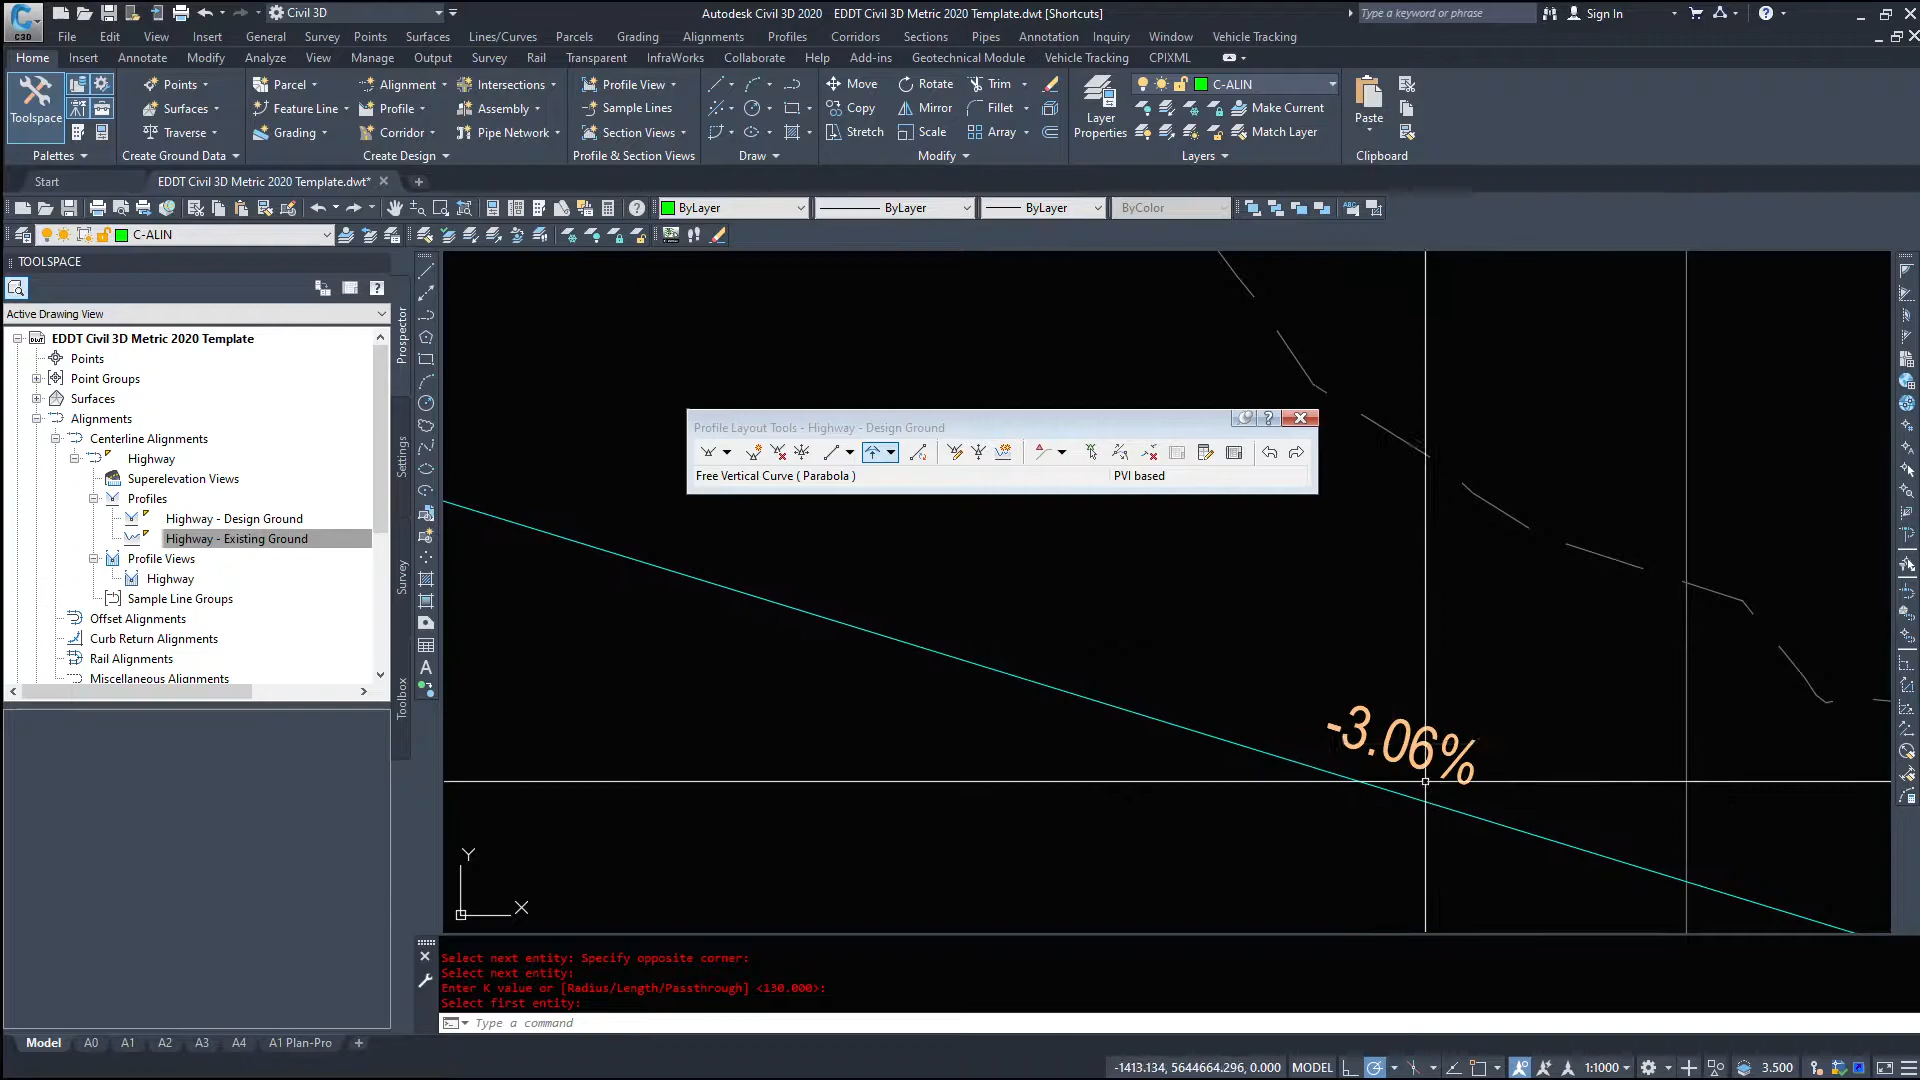 Civil 3D
Autodesk Civil 3D 2020 EDDT Civil 3D Metric 2020 Template.dwt [Shortcuts]
Type a keyword or phrase
Sign In
C3D
File Edit View Insert General Survey Points Surfaces Lines/Curves Parcels Grading Alignments Profiles Corridors Sections Pipes Annotation Inquiry Window Vehicle Tracking
Home Insert Annotate Modify Analyze View Manage Output Survey Rail Transparent InfraWorks Collaborate Help Add-ins Geotechnical Module Vehicle Tracking CPIXML
Points Parcel Alignment Intersections Profile View Move Rotate Trim C-ALIN
Toolspace Surfaces Feature Line Profile Assembly Sample Lines Copy Mirror Fillet Layer Properties Make Current Paste
Traverse Grading Corridor Pipe Network Section Views Stretch Scale Array Match Layer
Palettes Create Ground Data Create Design Profile & Section Views Draw Modify Layers Clipboard
Start EDDT Civil 3D Metric 2020 Template.dwt*
ByLayer ByLayer ByLayer ByColor
C-ALIN
TOOLSPACE
Active Drawing View
EDDT Civil 3D Metric 2020 Template
Points
Point Groups
Surfaces
Alignments
Centerline Alignments
Highway
Superelevation Views
Profiles
Highway - Design Ground
Highway - Existing Ground
Profile Views
Highway
Sample Line Groups
Offset Alignments
Curb Return Alignments
Rail Alignments
Miscellaneous Alignments
Prospector
Settings
Survey
Toolbox
Profile Layout Tools - Highway - Design Ground
Free Vertical Curve ( Parabola ) PVI based
-3.06%
Y
X
Select next entity: Specify opposite corner:
Select next entity:
Enter K value or [Radius/Length/Passthrough] <130.000>:
Select first entity:
Type a command
Model A0 A1 A2 A3 A4 A1 Plan-Pro
-1413.134, 5644664.296, 0.000 MODEL 1:1000 3.500